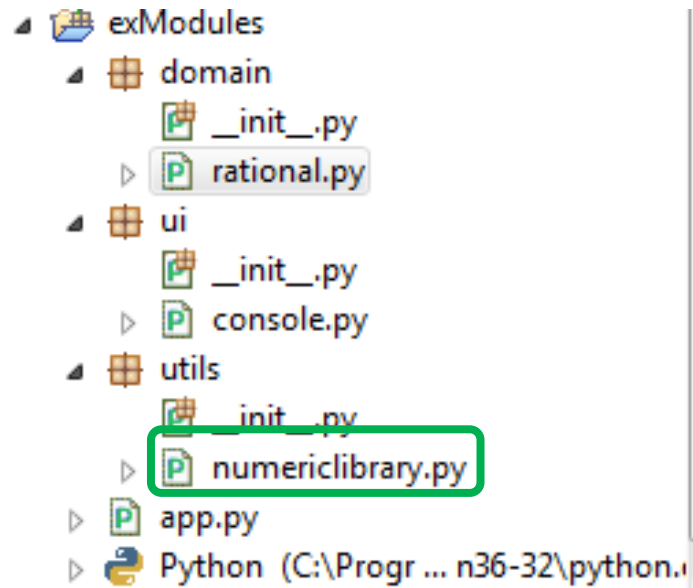 exModules
domain
__init__.py
rational.py
ui
__init__.py
console.py
utils
__init__.py
numericlibrary.py
app.py
Python (C:\Progr ... n36-32\python.